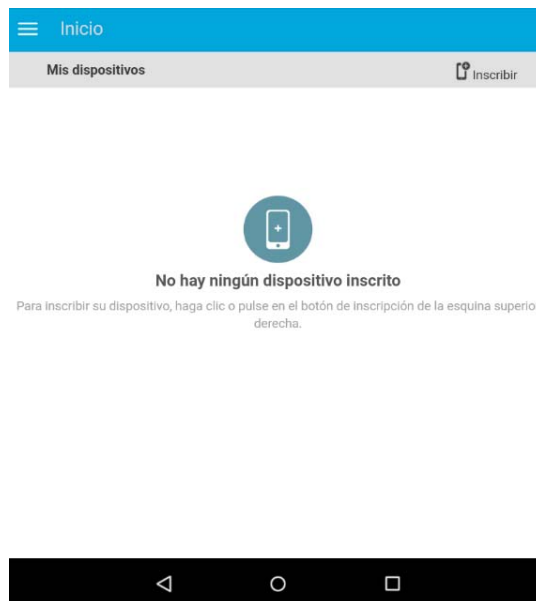 Inicio
Mis dispositivos
Inscribir
No hay ningún dispositivo inscrito
Para inscribir su dispositivo, haga clic o pulse en el botón de inscripción de la esquina superio
derecha.